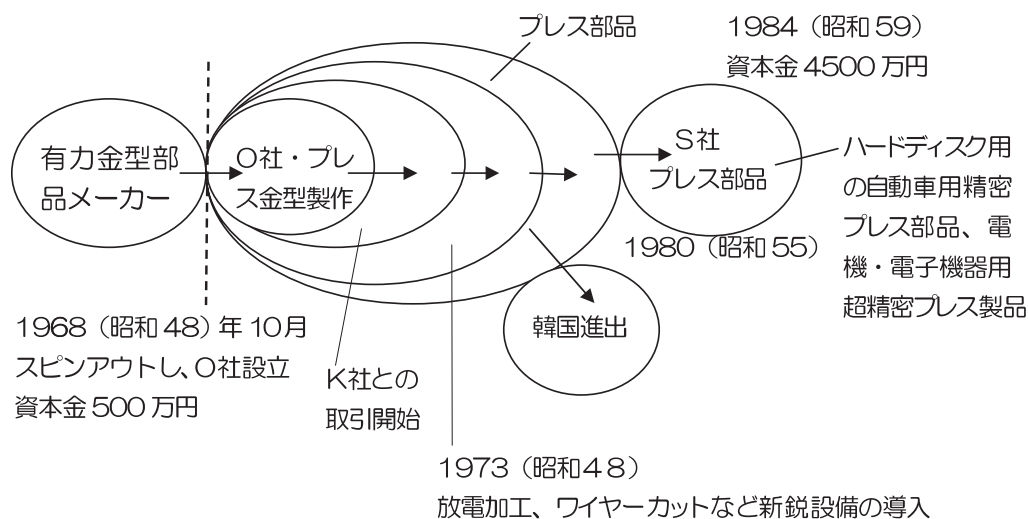 プレス部品
1984（昭和59）
資本金4500万円
有力金型部
品メーカー
O社・プレ
ス金型製作
S社
プレス部品
ハードディスク用
の自動車用精密
プレス部品、電
機・電子機器用
超精密プレス製品
1980（昭和55）
韓国進出
1968（昭和48）年10月
スピンアウトし、O社設立
資本金500万円
K社との
取引開始
1973（昭和48）
放電加工、ワイヤーカットなど新鋭設備の導入